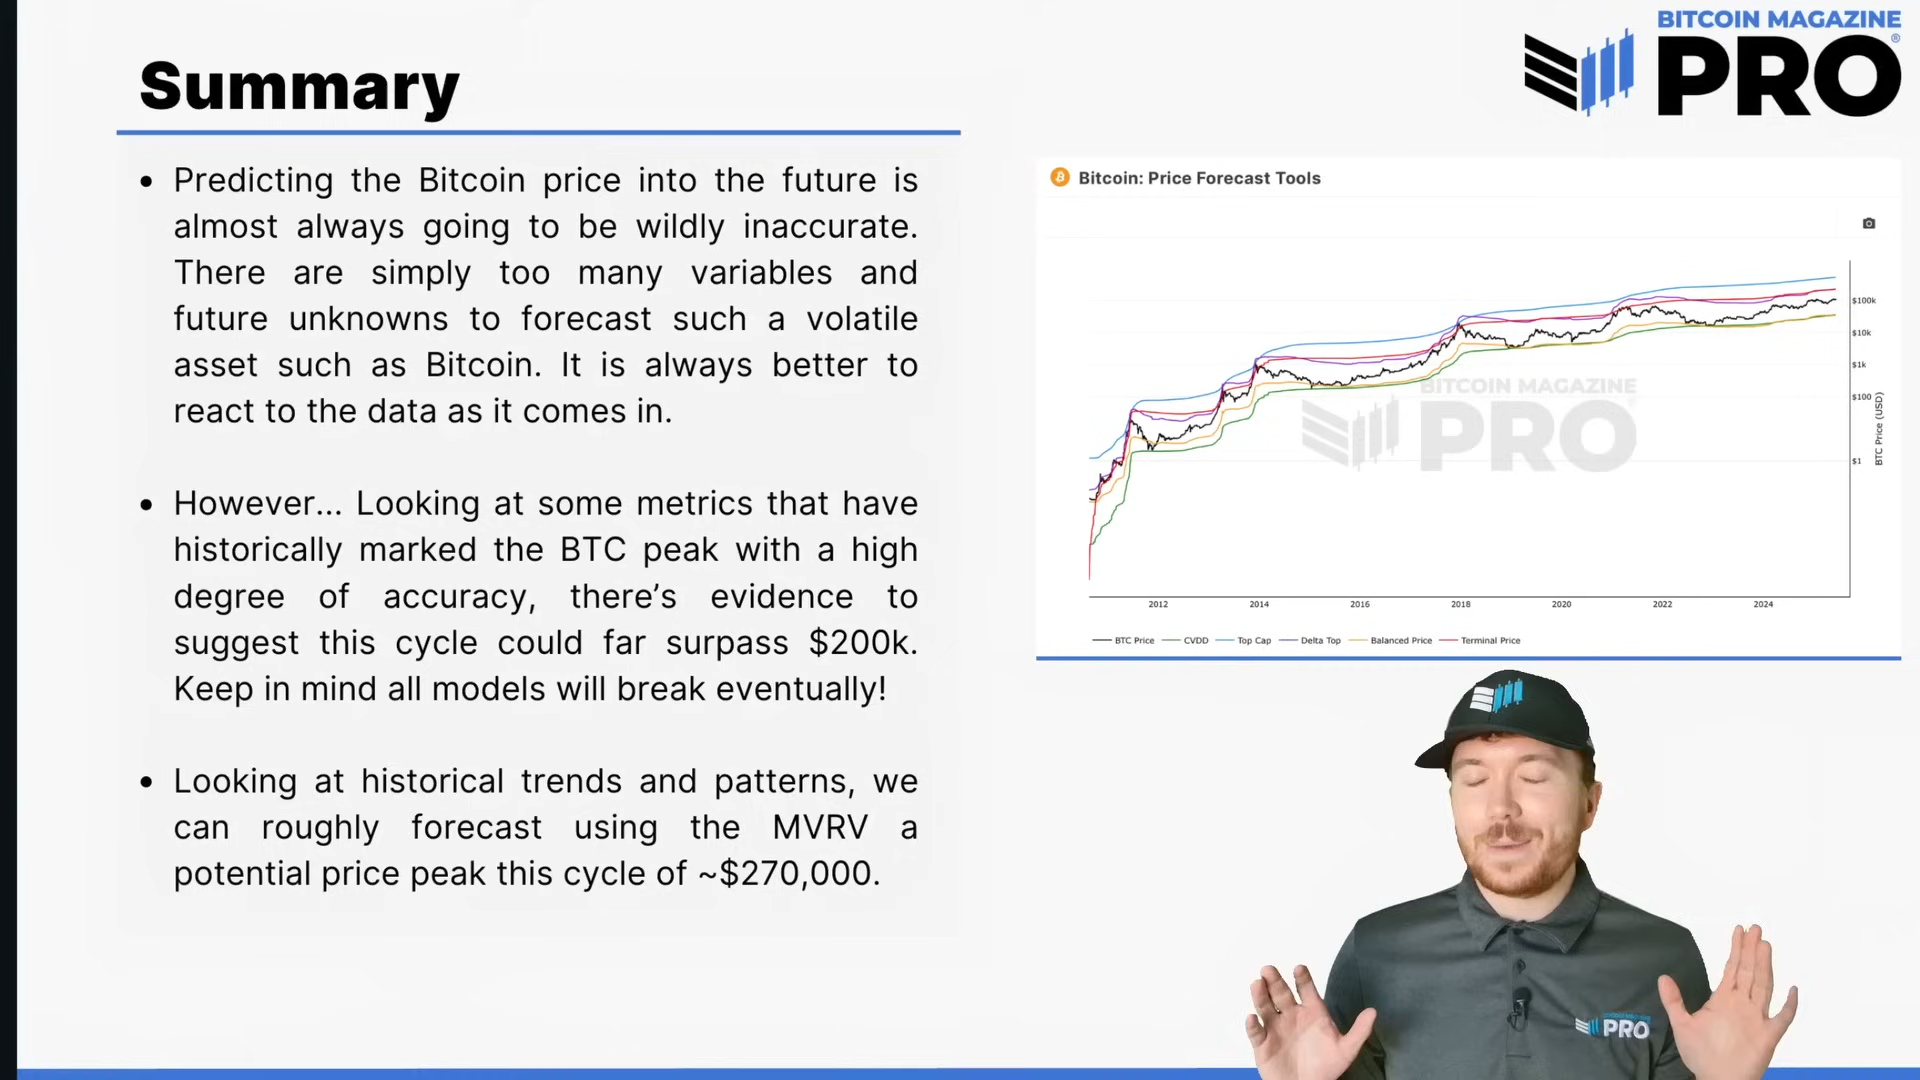 Summary
• Predicting the Bitcoin price into the future is
almost always going to be wildly inaccurate.
There are simply too many variables and
future unknowns to forecast such a volatile
asset such as Bitcoin. It is always better to
react to the data as it comes in.
• However... Looking at some metrics that have
historically marked the BTC peak with a high
degree of accuracy, there’s evidence to
suggest this cycle could far surpass $200k.
Keep in mind all models will break eventually!
• Looking at historical trends and patterns, we
can roughly forecast using the MVRV a
potential price peak this cycle of ~$270,000.
BITCOIN MAGAZINE
PRO®
Bitcoin: Price Forecast Tools
$100k
$10k
$1k
$100
$1
BTC Price (USD)
BITCOIN MAGAZINE
PRO
2012 2014 2016 2018 2020 2022 2024
BTC Price CVDD Top Cap Delta Top Balanced Price Terminal Price
BITCOIN MAGAZINE
PRO